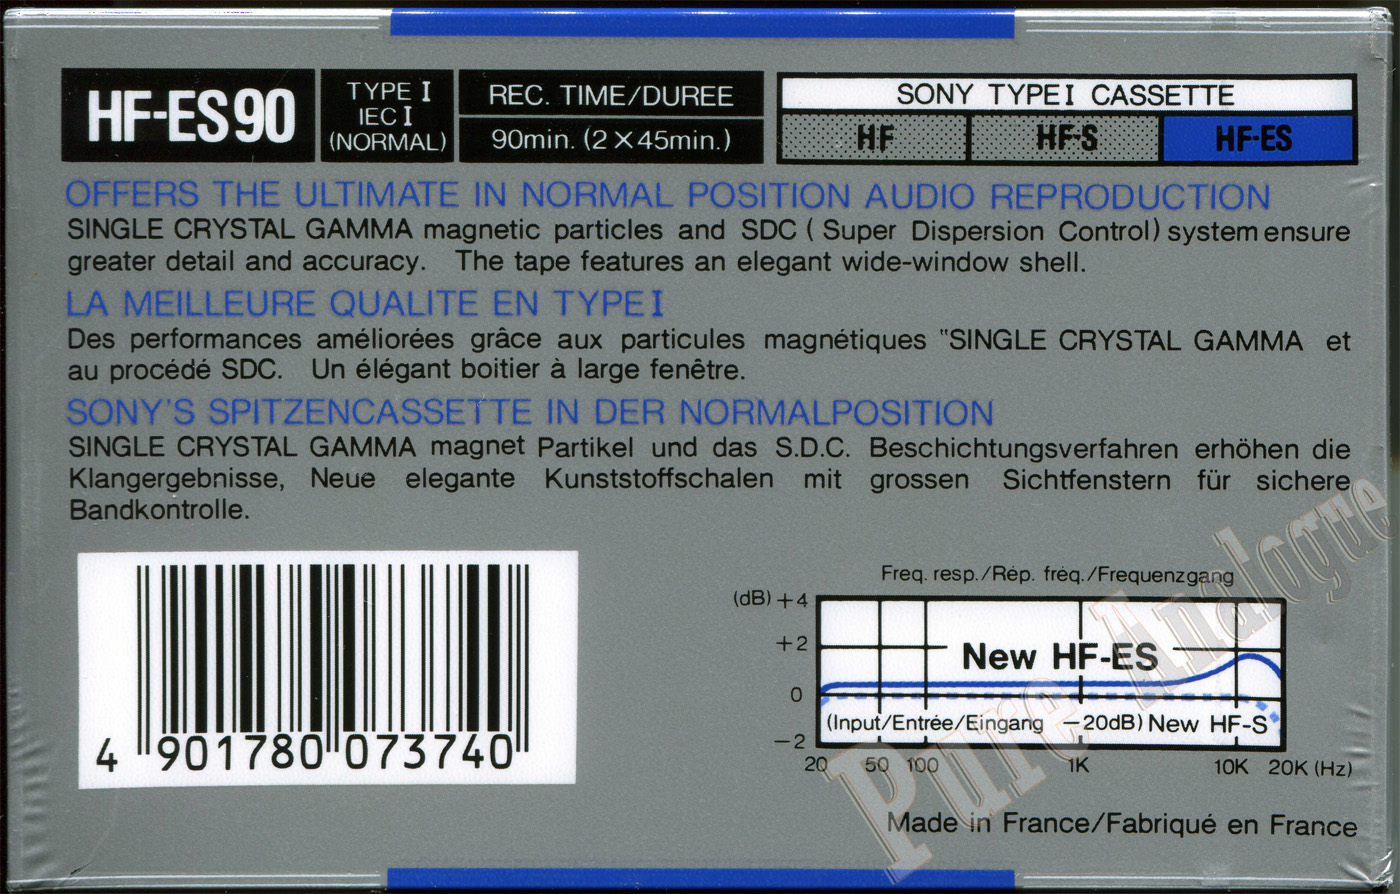 HF-ES90
TYPE I
IEC I
(NORMAL)
REC. TIME/DUREE
90min. (2 X 45min.)
SONY TYPE I CASSETTE
HF HF-S HF-ES
OFFERS THE ULTIMATE IN NORMAL POSITION AUDIO REPRODUCTION
SINGLE CRYSTAL GAMMA magnetic particles and SDC (Super Dispersion Control) system ensure
greater detail and accuracy. The tape features an elegant wide-window shell.
LA MEILLEURE QUALITE EN TYPE I
Des performances améliorées grâce aux particules magnétiques "SINGLE CRYSTAL GAMMA et
au procédé SDC. Un élégant boitier à large fenêtre.
SONY'S SPITZENCASSETTE IN DER NORMALPOSITION
SINGLE CRYSTAL GAMMA magnet Partikel und das S.D.C. Beschichtungsverfahren erhöhen die
Klangergebnisse, Neue elegante Kunststoffschalen mit grossen Sichtfenstern für sichere
Bandkontrolle.
4 901780 073740
Freq. resp./Rép. fréq./Frequenzgang
(dB) +4
+2
0
-2
New HF-ES
(Input/Entrée/Eingang -20dB) New HF-S
20 50 100 1K 10K 20K (Hz)
Made in France/Fabriqué en France
Pure Analogue